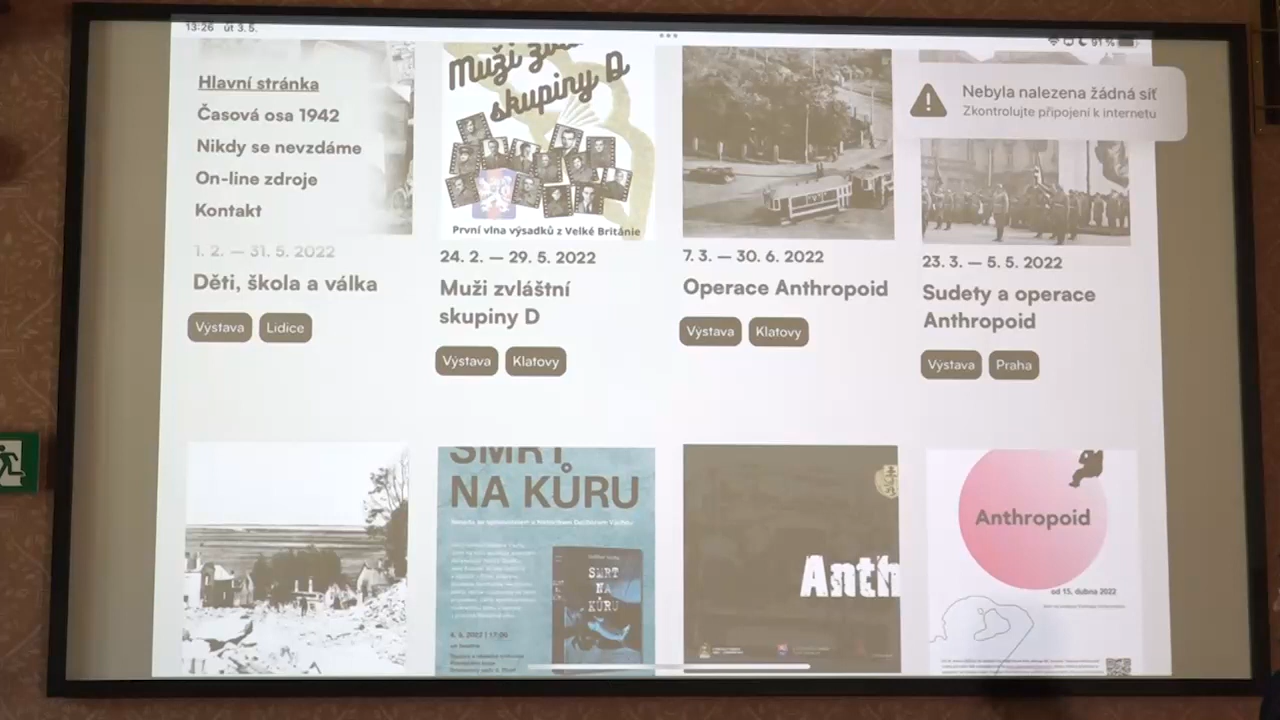 13:26 út 3. 5.
91 %
Nebyla nalezena žádná síť
Zkontrolujte připojení k internetu
Hlavní stránka
Časová osa 1942
Nikdy se nevzdáme
On-line zdroje
Kontakt
1. 2. — 31. 5. 2022
Děti, škola a válka
Výstava
Lidice
skupiny D
První vlna výsadků z Velké Británie
24. 2. — 29. 5. 2022
Muži zvláštní
skupiny D
Výstava
Klatovy
7. 3. — 30. 6. 2022
Operace Anthropoid
Výstava
Klatovy
23. 3. — 5. 5. 2022
Sudety a operace
Anthropoid
Výstava
Praha
SMRT
NA KŮRU
SMRT
NA
KŮRU
Anth
Anthropoid
od 15. dubna 2022